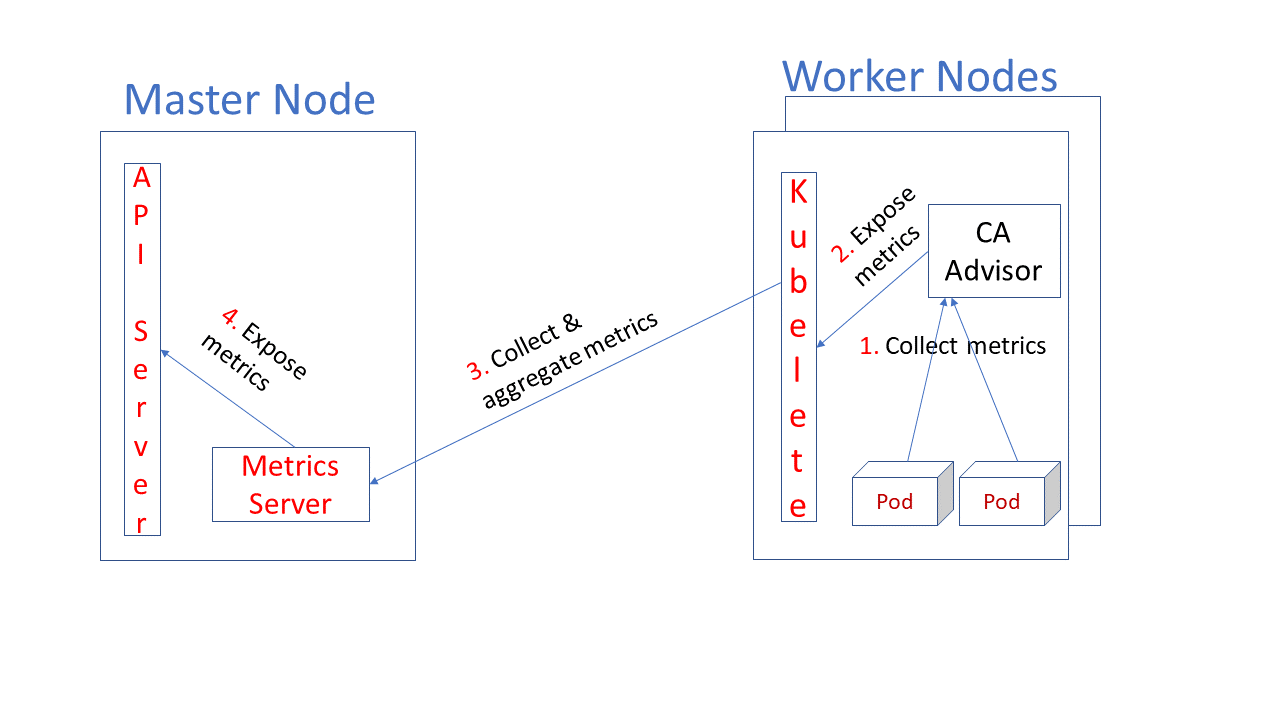 Master Node
Worker Nodes
API Server
4. Expose
metrics
Metrics
Server
3. Collect &
aggregate metrics
Kubelete
2. Expose
metrics
CA
Advisor
1. Collect metrics
Pod
Pod